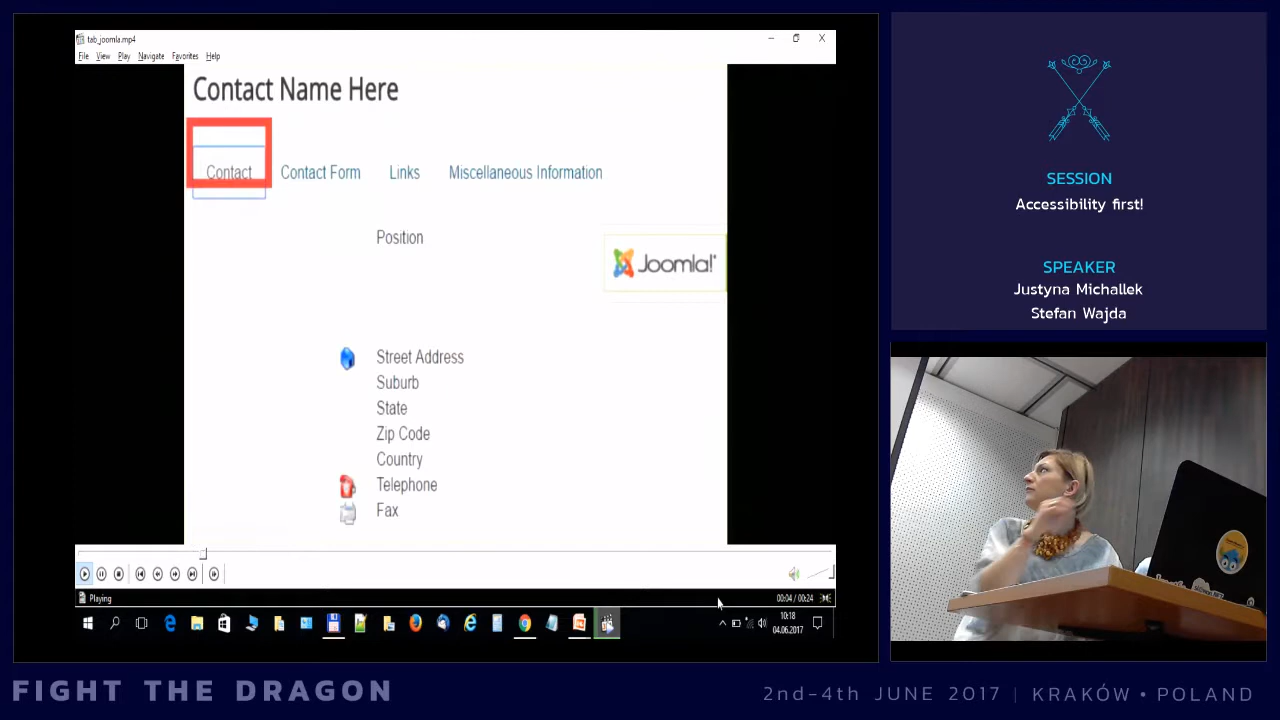 tab_joomla.mp4
File View Play Navigate Favorites Help
Contact Name Here
Contact Contact Form Links Miscellaneous Information
Position
Joomla!
Street Address
Suburb
State
Zip Code
Country
Telephone
Fax
Playing
00:04 / 00:24
10:18
04.06.2017
SESSION
Accessibility first!
SPEAKER
Justyna Michallek
Stefan Wajda
FIGHT THE DRAGON
2nd-4th JUNE 2017 | KRAKÓW • POLAND